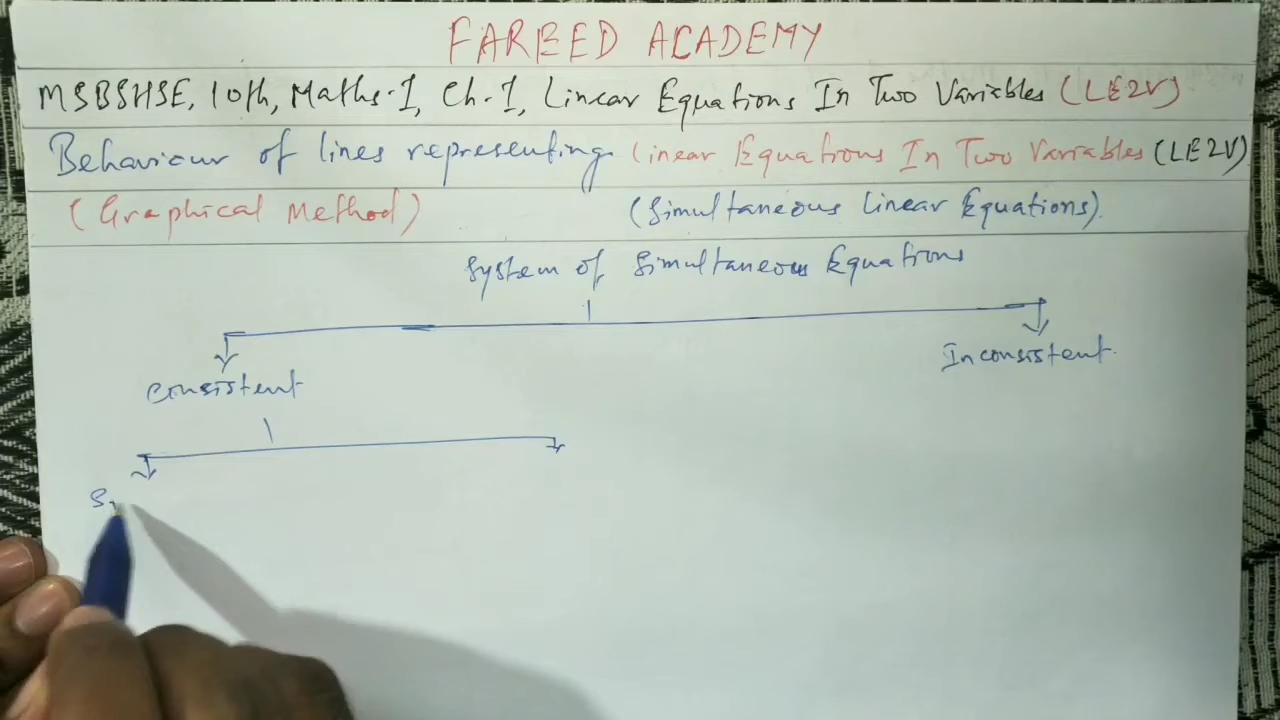 FAREED ACADEMY
MSBSHSE, 10th, Maths-I, Ch-I, Linear Equations In Two Variables (LE2V)
Behaviour of lines representing Linear Equations In Two Variables (LE2V)
(Graphical Method) (Simultaneous Linear Equations).
System of Simultaneous Equations
Inconsistent.
Consistent